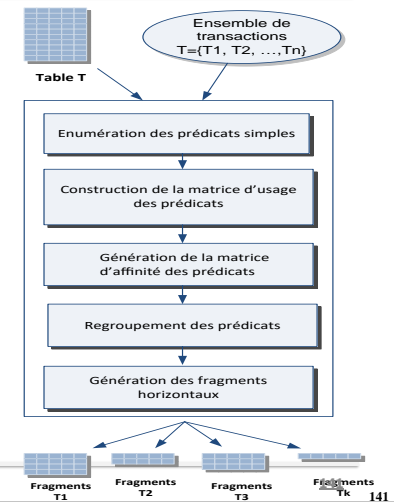 Ensemble de
transactions
T={T1, T2, ...,Tn}
Table T
Enumération des prédicats simples
Construction de la matrice d'usage
des prédicats
Génération de la matrice
d'affinité des prédicats
Regroupement des prédicats
Génération des fragments
horizontaux
Fragments
T1
Fragments
T2
Fragments
T3
Fragments
Tk
141